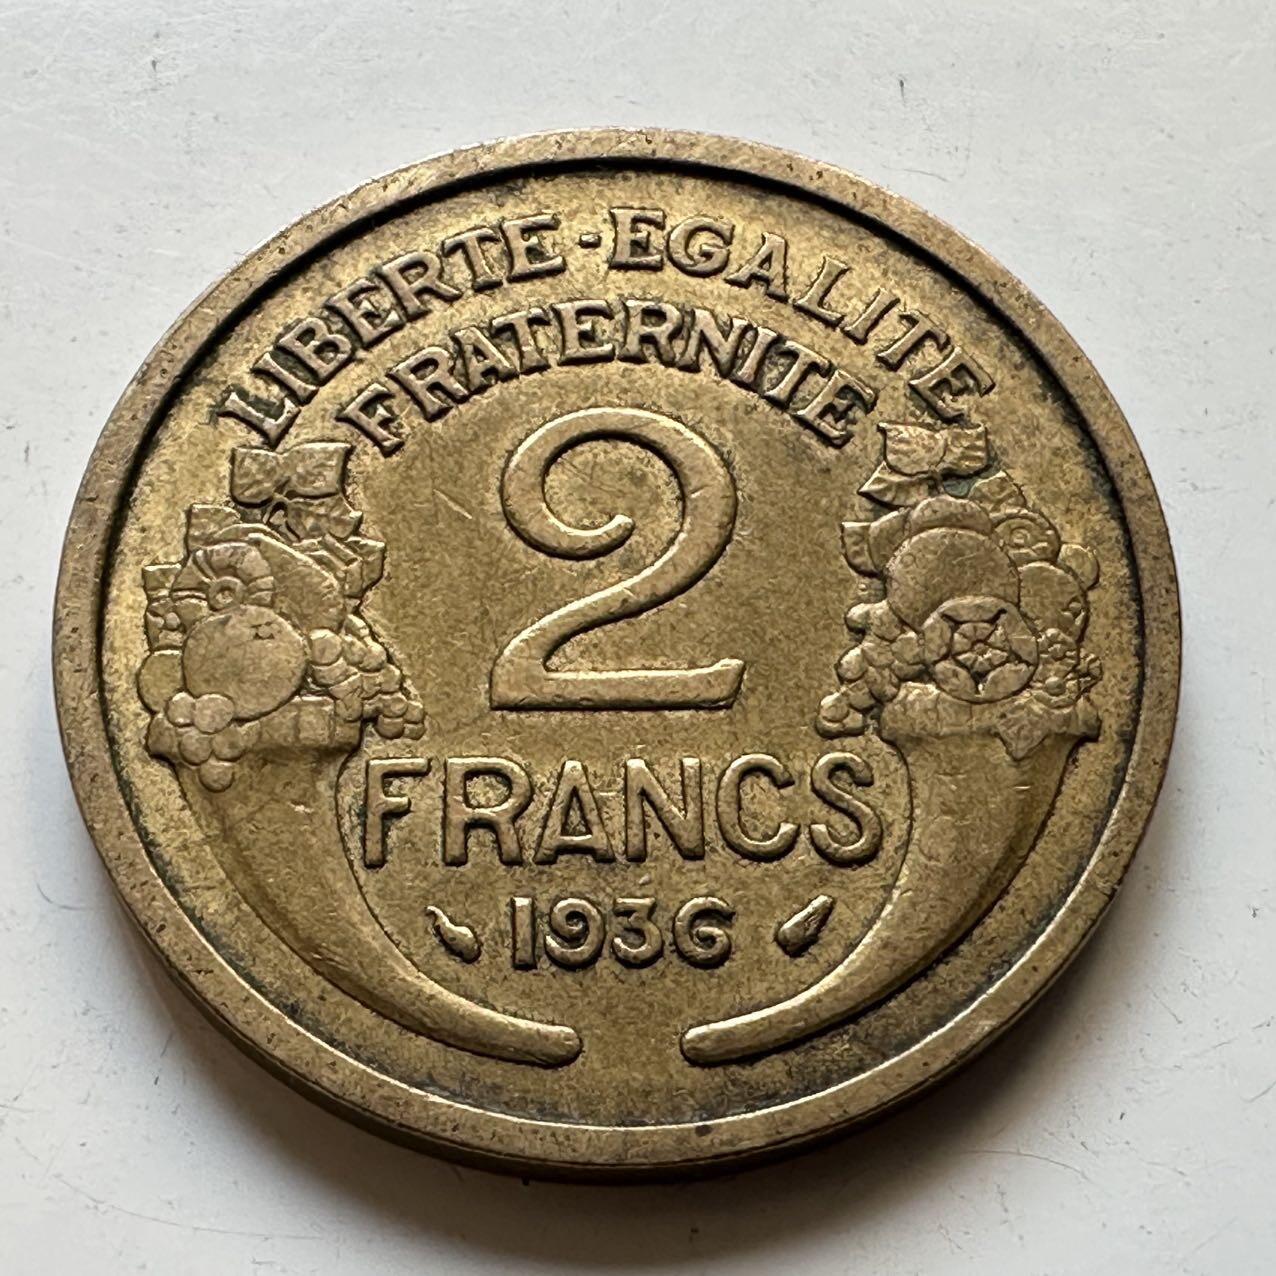 LIBERTE-EGALITE
FRATERNITE
2
FRANCS
1936